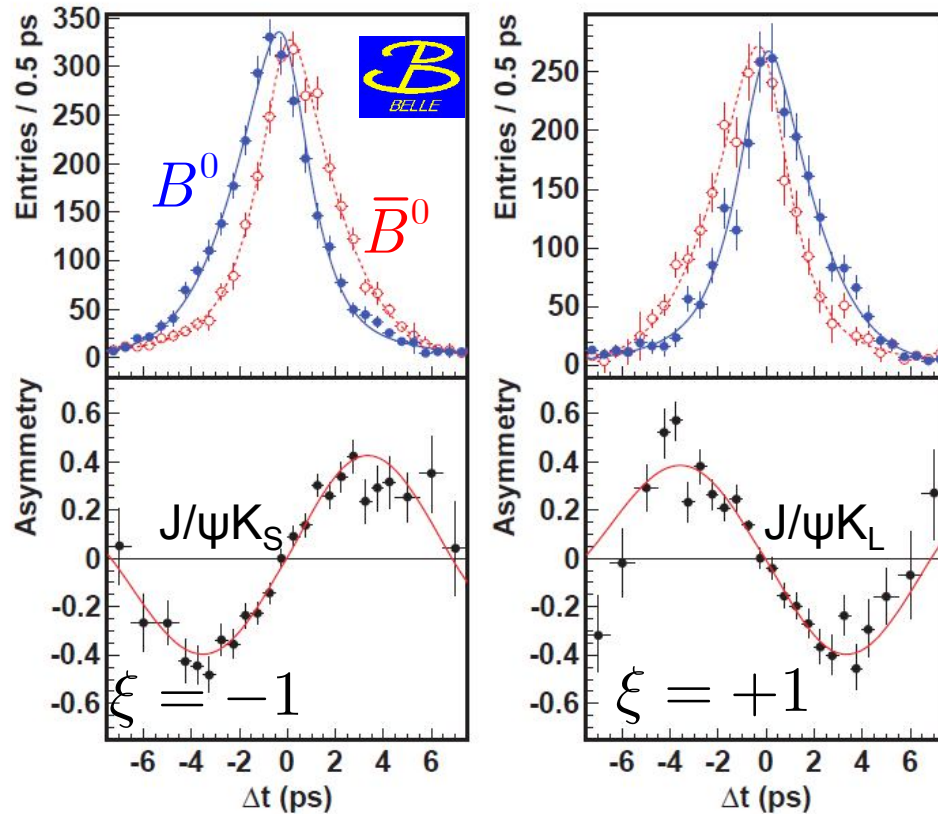 Entries / 0.5 ps
350
300
250
200
150
100
50
0
B⁰
B̅⁰
BELLE
Entries / 0.5 ps
250
200
150
100
50
0
Asymmetry
0.6
0.4
0.2
0
-0.2
-0.4
-0.6
J/ψK_S
ξ = −1
-6 -4 -2 0 2 4 6
Δt (ps)
Asymmetry
0.6
0.4
0.2
0
-0.2
-0.4
-0.6
J/ψK_L
ξ = +1
-6 -4 -2 0 2 4 6
Δt (ps)